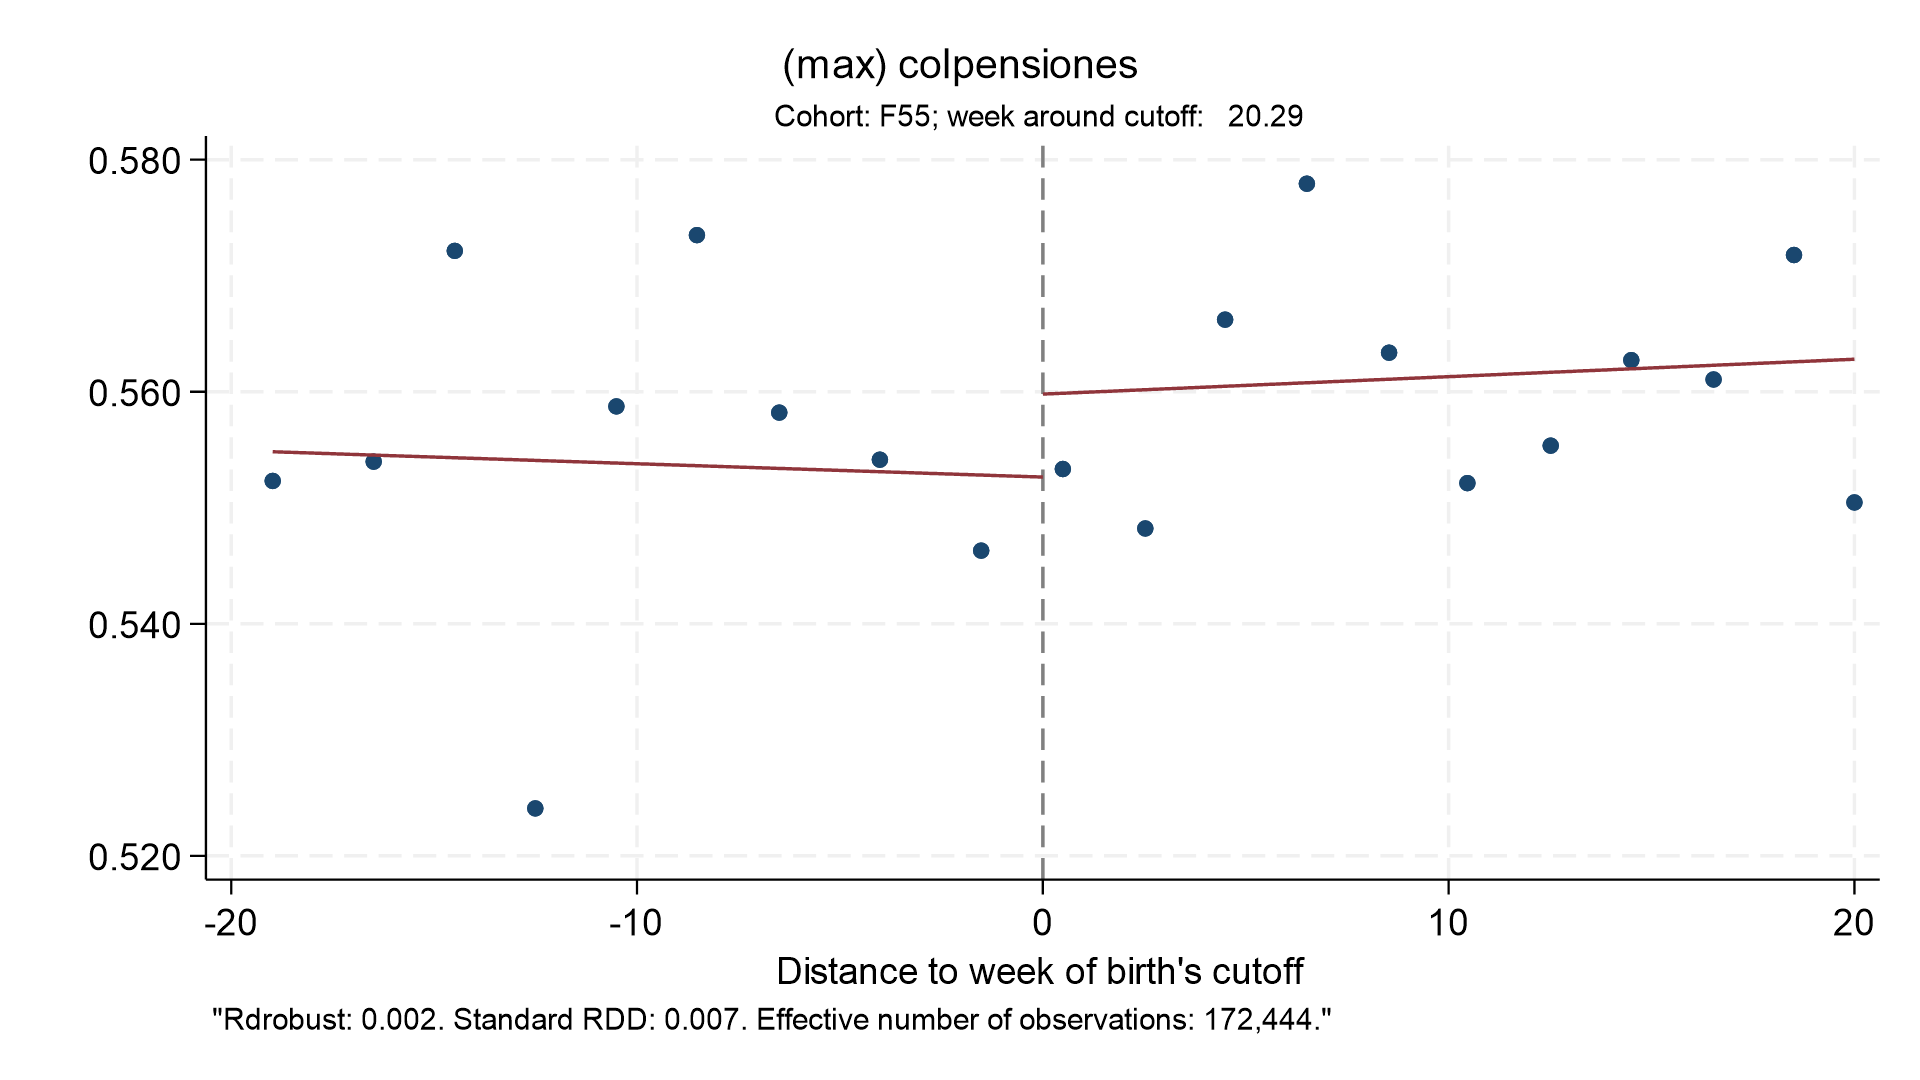 (max) colpensiones
Cohort: F55; week around cutoff: 20.29
0.580
0.560
0.540
0.520
-20 -10 0 10 20
Distance to week of birth's cutoff
"Rdrobust: 0.002. Standard RDD: 0.007. Effective number of observations: 172,444."